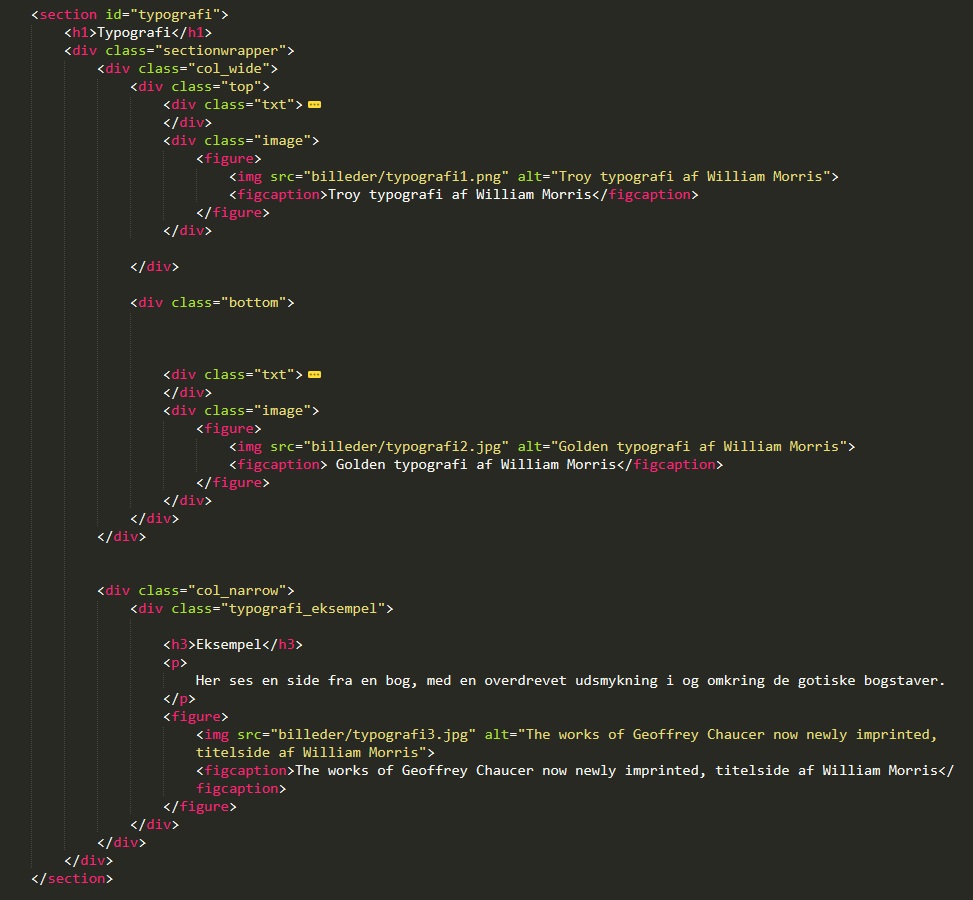 <section id="typografi">
<h1>Typografi</h1>
<div class="sectionwrapper">
<div class="col_wide">
<div class="top">
<div class="txt">
</div>
<div class="image">
<figure>
<img src="billeder/typografi1.png" alt="Troy typografi af William Morris">
<figcaption>Troy typografi af William Morris</figcaption>
</figure>
</div>
</div>
<div class="bottom">
<div class="txt">
</div>
<div class="image">
<figure>
<img src="billeder/typografi2.jpg" alt="Golden typografi af William Morris">
<figcaption> Golden typografi af William Morris</figcaption>
</figure>
</div>
</div>
</div>
<div class="col_narrow">
<div class="typografi_eksempel">
<h3>Eksempel</h3>
<p>
Her ses en side fra en bog, med en overdrevet udsmykning i og omkring de gotiske bogstaver.
</p>
<figure>
<img src="billeder/typografi3.jpg" alt="The works of Geoffrey Chaucer now newly imprinted,
titelside af William Morris">
<figcaption>The works of Geoffrey Chaucer now newly imprinted, titelside af William Morris</
figcaption>
</figure>
</div>
</div>
</div>
</section>